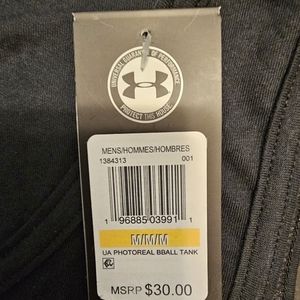 UNIVERSAL GUARANTEE OF PERFORMANCE
PROTECT THIS HOUSE
MENS/HOMMES/HOMBRES
1384313 001
1 96885 03991 1
M/M/M
UA PHOTOREAL BBALL TANK
MSRP $30.00